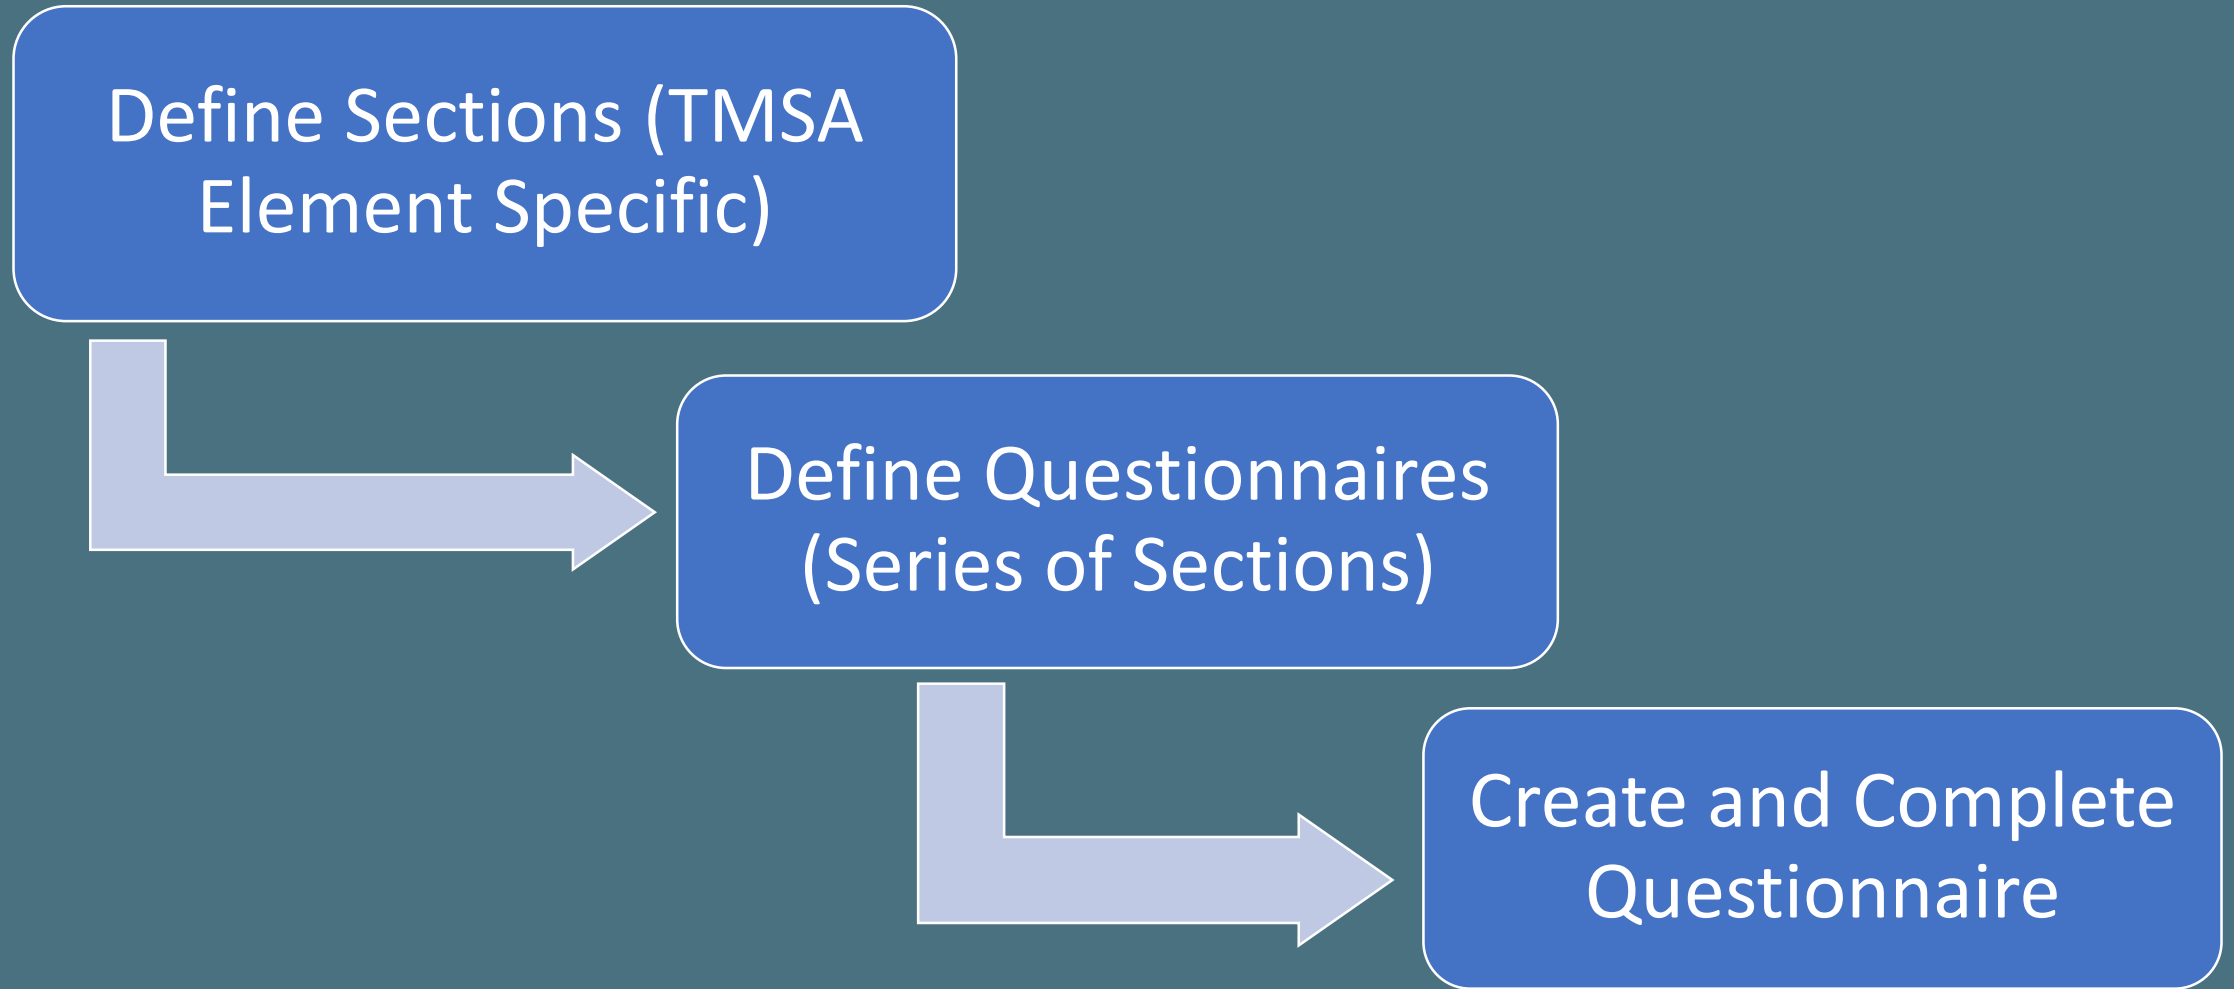 Define Sections (TMSA
Element Specific)
Define Questionnaires
(Series of Sections)
Create and Complete
Questionnaire